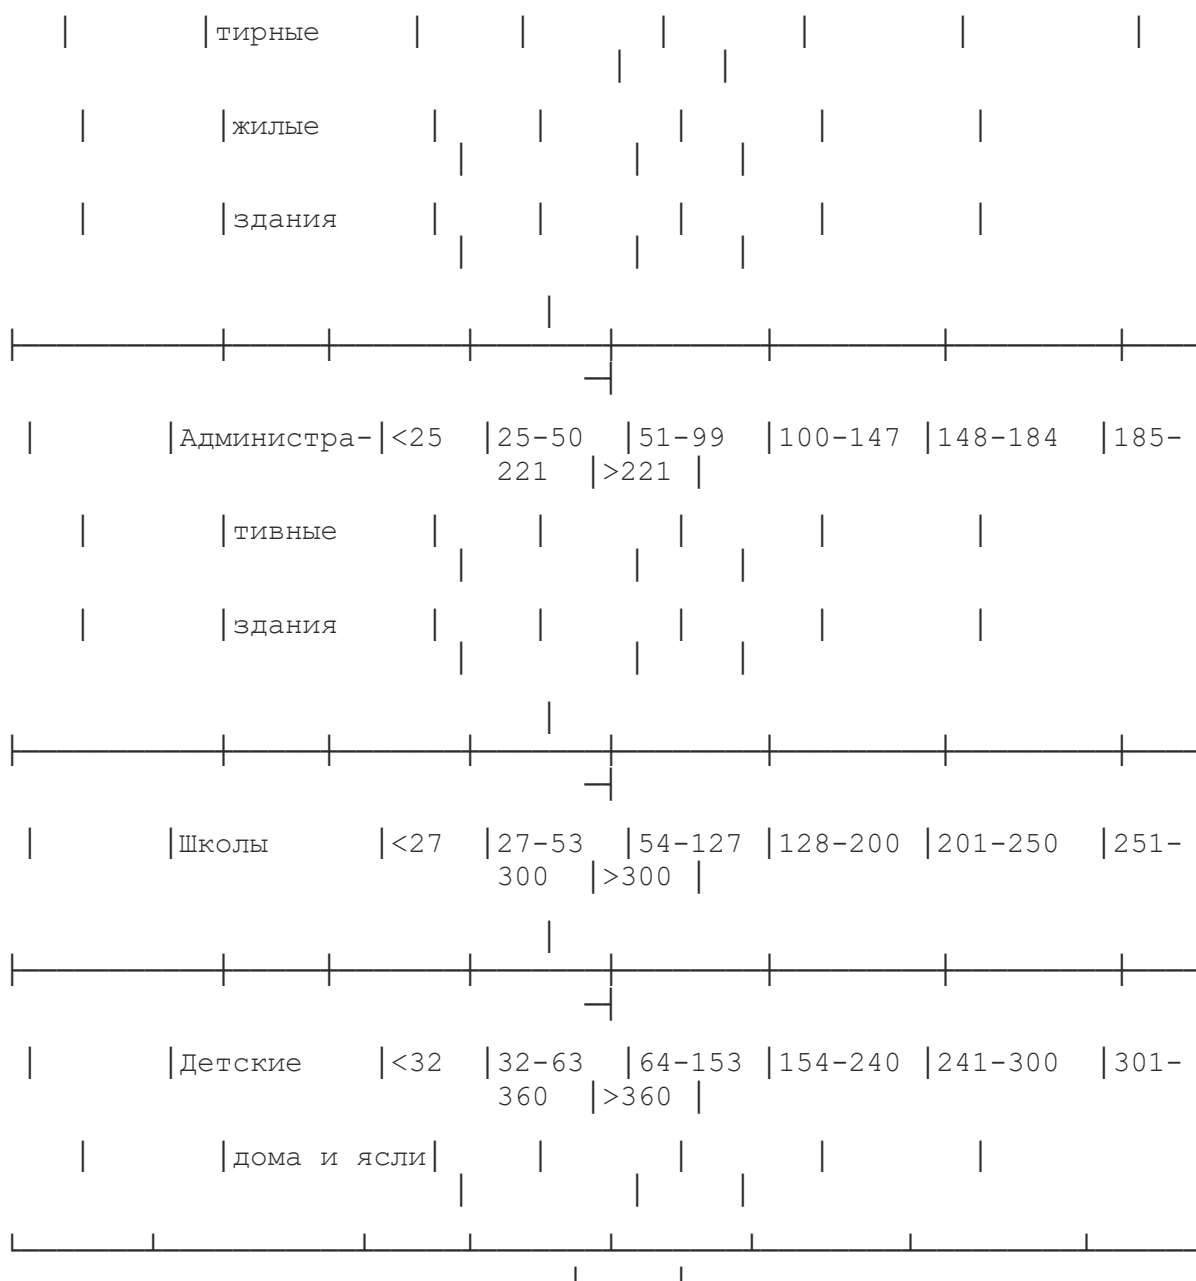 тирные
жилые
здания
Администра- <25 25-50 51-99 100-147 148-184 185-
221 >221
тивные
здания
Школы <27 27-53 54-127 128-200 201-250 251-
300 >300
Детские <32 32-63 64-153 154-240 241-300 301-
360 >360
дома и ясли